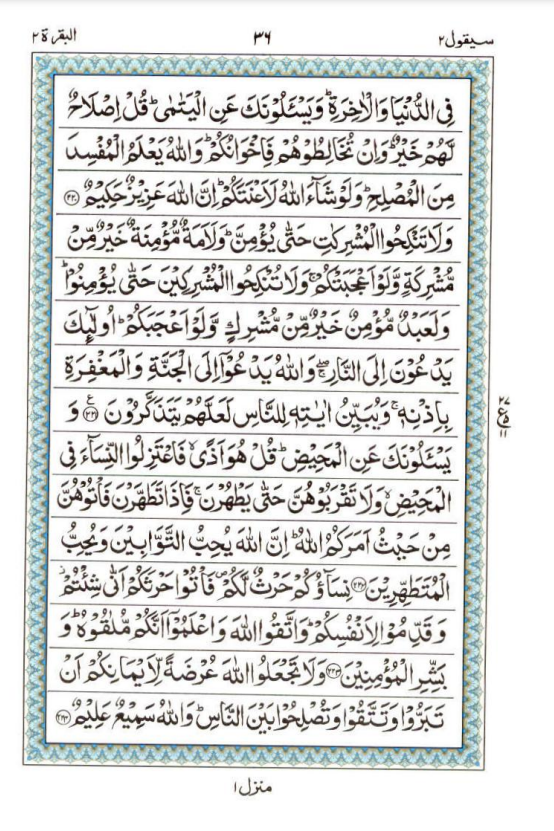 سيقول ٢ ٣٦ البقرة ٢
فِي الدُّنْيَا وَالْاٰخِرَةِ ؕ وَيَسْـَٔلُوْنَكَ عَنِ الْيَتٰمٰى ؕ قُلْ اِصْلَاحٌ
لَّهُمْ خَيْرٌ ؕ وَاِنْ تُخَالِطُوْهُمْ فَاِخْوَانُكُمْ ؕ وَاللّٰهُ يَعْلَمُ الْمُفْسِدَ
مِنَ الْمُصْلِحِ ؕ وَلَوْ شَآءَ اللّٰهُ لَاَعْنَتَكُمْ ؕ اِنَّ اللّٰهَ عَزِيْزٌ حَكِيْمٌ ﴿۲۲۰﴾
وَلَا تَنْكِحُوا الْمُشْرِكٰتِ حَتّٰى يُؤْمِنَّ ؕ وَلَاَمَةٌ مُّؤْمِنَةٌ خَيْرٌ مِّنْ
مُّشْرِكَةٍ وَّلَوْ اَعْجَبَتْكُمْ ۚ وَلَا تُنْكِحُوا الْمُشْرِكِيْنَ حَتّٰى يُؤْمِنُوْا ؕ
وَلَعَبْدٌ مُّؤْمِنٌ خَيْرٌ مِّنْ مُّشْرِكٍ وَّلَوْ اَعْجَبَكُمْ ؕ اُولٰٓئِكَ
يَدْعُوْنَ اِلَى النَّارِ ۖۚ وَاللّٰهُ يَدْعُوْٓا اِلَى الْجَنَّةِ وَالْمَغْفِرَةِ
بِاِذْنِهٖ ۚ وَيُبَيِّنُ اٰيٰتِهٖ لِلنَّاسِ لَعَلَّهُمْ يَتَذَكَّرُوْنَ ﴿۲۲۱﴾ وَ
يَسْـَٔلُوْنَكَ عَنِ الْمَحِيْضِ ؕ قُلْ هُوَ اَذًى ۙ فَاعْتَزِلُوا النِّسَآءَ فِي
الْمَحِيْضِ ۙ وَلَا تَقْرَبُوْهُنَّ حَتّٰى يَطْهُرْنَ ۚ فَاِذَا تَطَهَّرْنَ فَاْتُوْهُنَّ
مِنْ حَيْثُ اَمَرَكُمُ اللّٰهُ ؕ اِنَّ اللّٰهَ يُحِبُّ التَّوَّابِيْنَ وَيُحِبُّ
الْمُتَطَهِّرِيْنَ ﴿۲۲۲﴾ نِسَآؤُكُمْ حَرْثٌ لَّكُمْ ۪ فَاْتُوْا حَرْثَكُمْ اَنّٰى شِئْتُمْ ؗ
وَقَدِّمُوْا لِاَنْفُسِكُمْ ؕ وَاتَّقُوا اللّٰهَ وَاعْلَمُوْٓا اَنَّكُمْ مُّلٰقُوْهُ ؕ وَ
بَشِّرِ الْمُؤْمِنِيْنَ ﴿۲۲۳﴾ وَلَا تَجْعَلُوا اللّٰهَ عُرْضَةً لِّاَيْمَانِكُمْ اَنْ
تَبَرُّوْا وَتَتَّقُوْا وَتُصْلِحُوْا بَيْنَ النَّاسِ ؕ وَاللّٰهُ سَمِيْعٌ عَلِيْمٌ ﴿۲۲۴﴾
منزل ۱